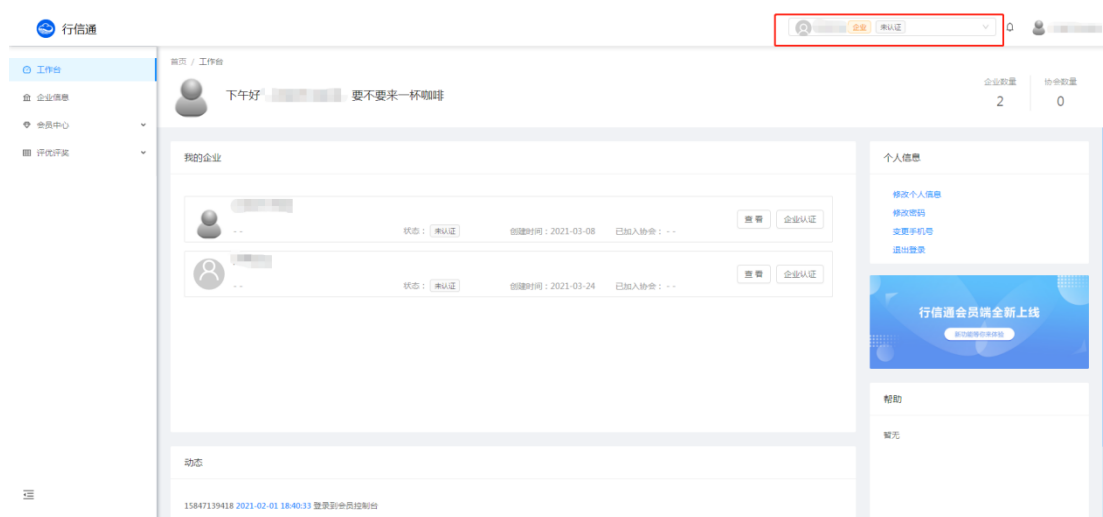 行信通
企业 未认证
工作台
企业信息
会员中心
评优评奖
首页 / 工作台
下午好 要不要来一杯咖啡
企业数量 协会数量
2 0
我的企业
- -
状态： 未认证 创建时间：2021-03-08 已加入协会：- -
查看 企业认证
- -
状态： 未认证 创建时间：2021-03-24 已加入协会：- -
查看 企业认证
动态
15847139418 2021-02-01 18:40:33 登录到会员控制台
个人信息
修改个人信息
修改密码
变更手机号
退出登录
行信通会员端全新上线
新功能等你来体验
帮助
暂无